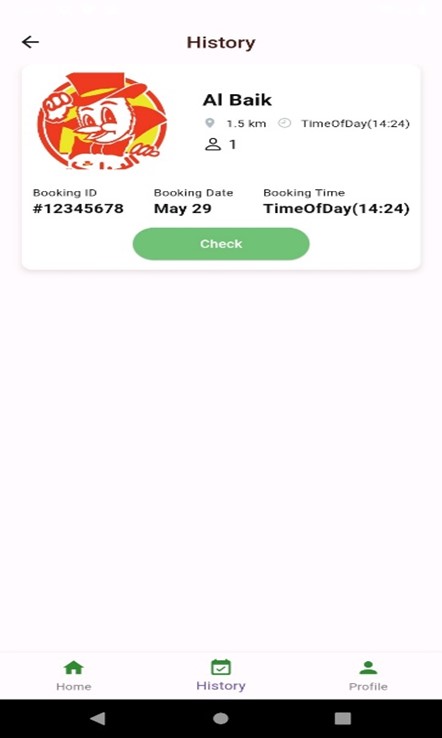 History
Al Baik
1.5 km TimeOfDay(14:24)
1
Booking ID Booking Date Booking Time
#12345678 May 29 TimeOfDay(14:24)
Check
Home History Profile